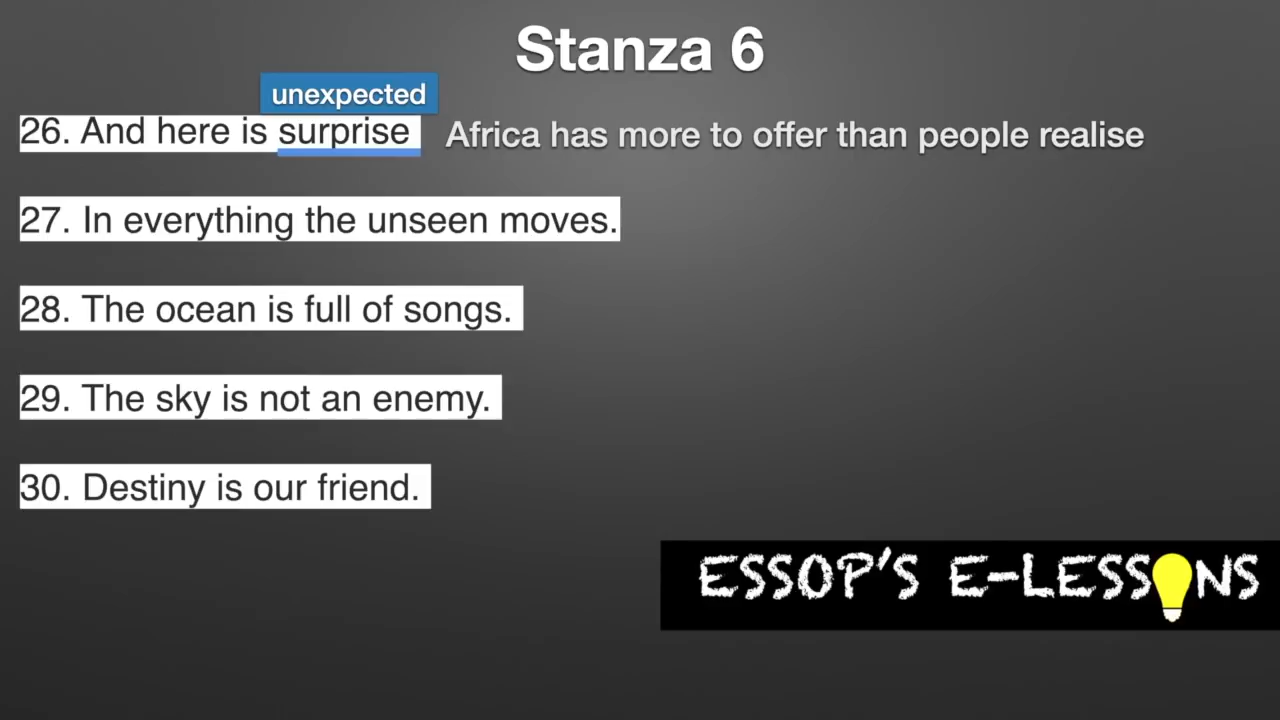 Stanza 6
unexpected
26. And here is surprise Africa has more to offer than people realise
27. In everything the unseen moves.
28. The ocean is full of songs.
29. The sky is not an enemy.
30. Destiny is our friend.
ESSOP'S E-LESSONS